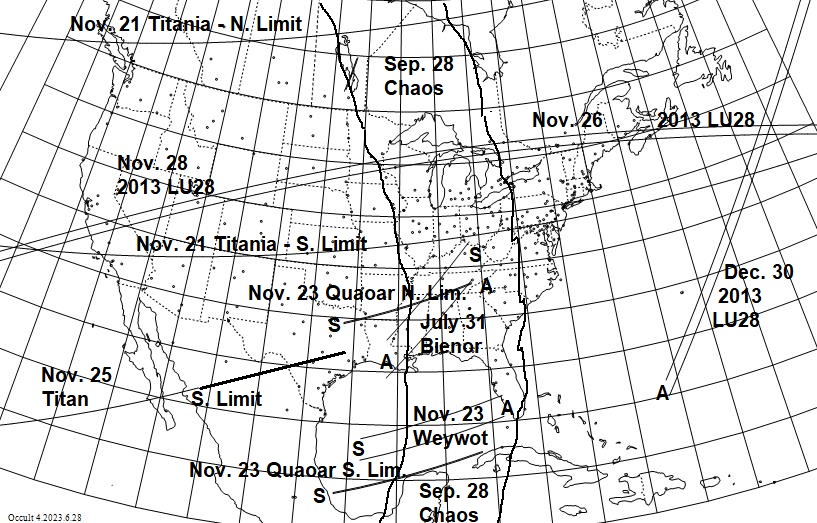 Nov. 21 Titania - N. Limit
Sep. 28
Chaos
Nov. 26 2013 LU28
Nov. 28
2013 LU28
Nov. 21 Titania - S. Limit
S
Dec. 30
2013
LU28
Nov. 23 Quaoar N. Lim.
A
S
July 31
Bienor
A
Nov. 25
Titan
S. Limit
A
A
Nov. 23
Weywot
S
Nov. 23 Quaoar S. Lim.
S
Sep. 28
Chaos
Occult 4.2023.6.28